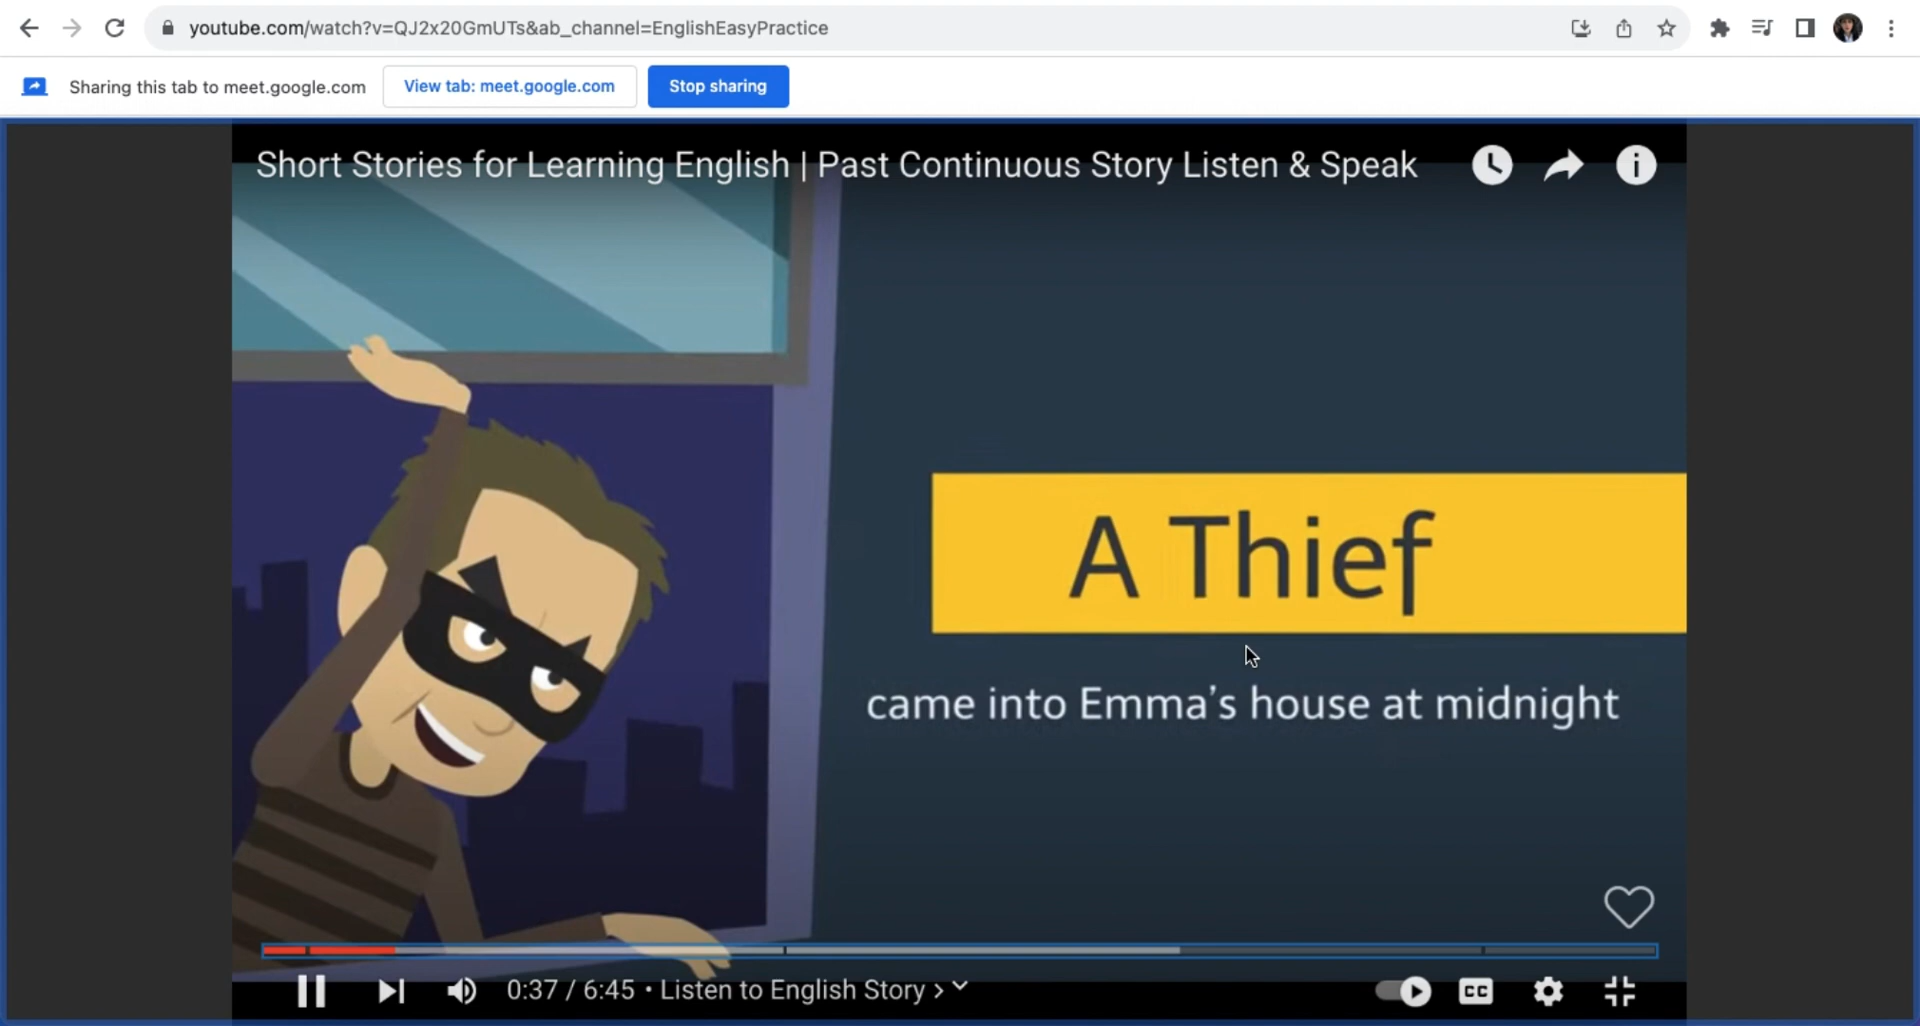 youtube.com/watch?v=QJ2x20GmUTs&ab_channel=EnglishEasyPractice
Sharing this tab to meet.google.com View tab: meet.google.com Stop sharing
Short Stories for Learning English | Past Continuous Story Listen & Speak
A Thief
came into Emma’s house at midnight
0:37 / 6:45 • Listen to English Story
CC